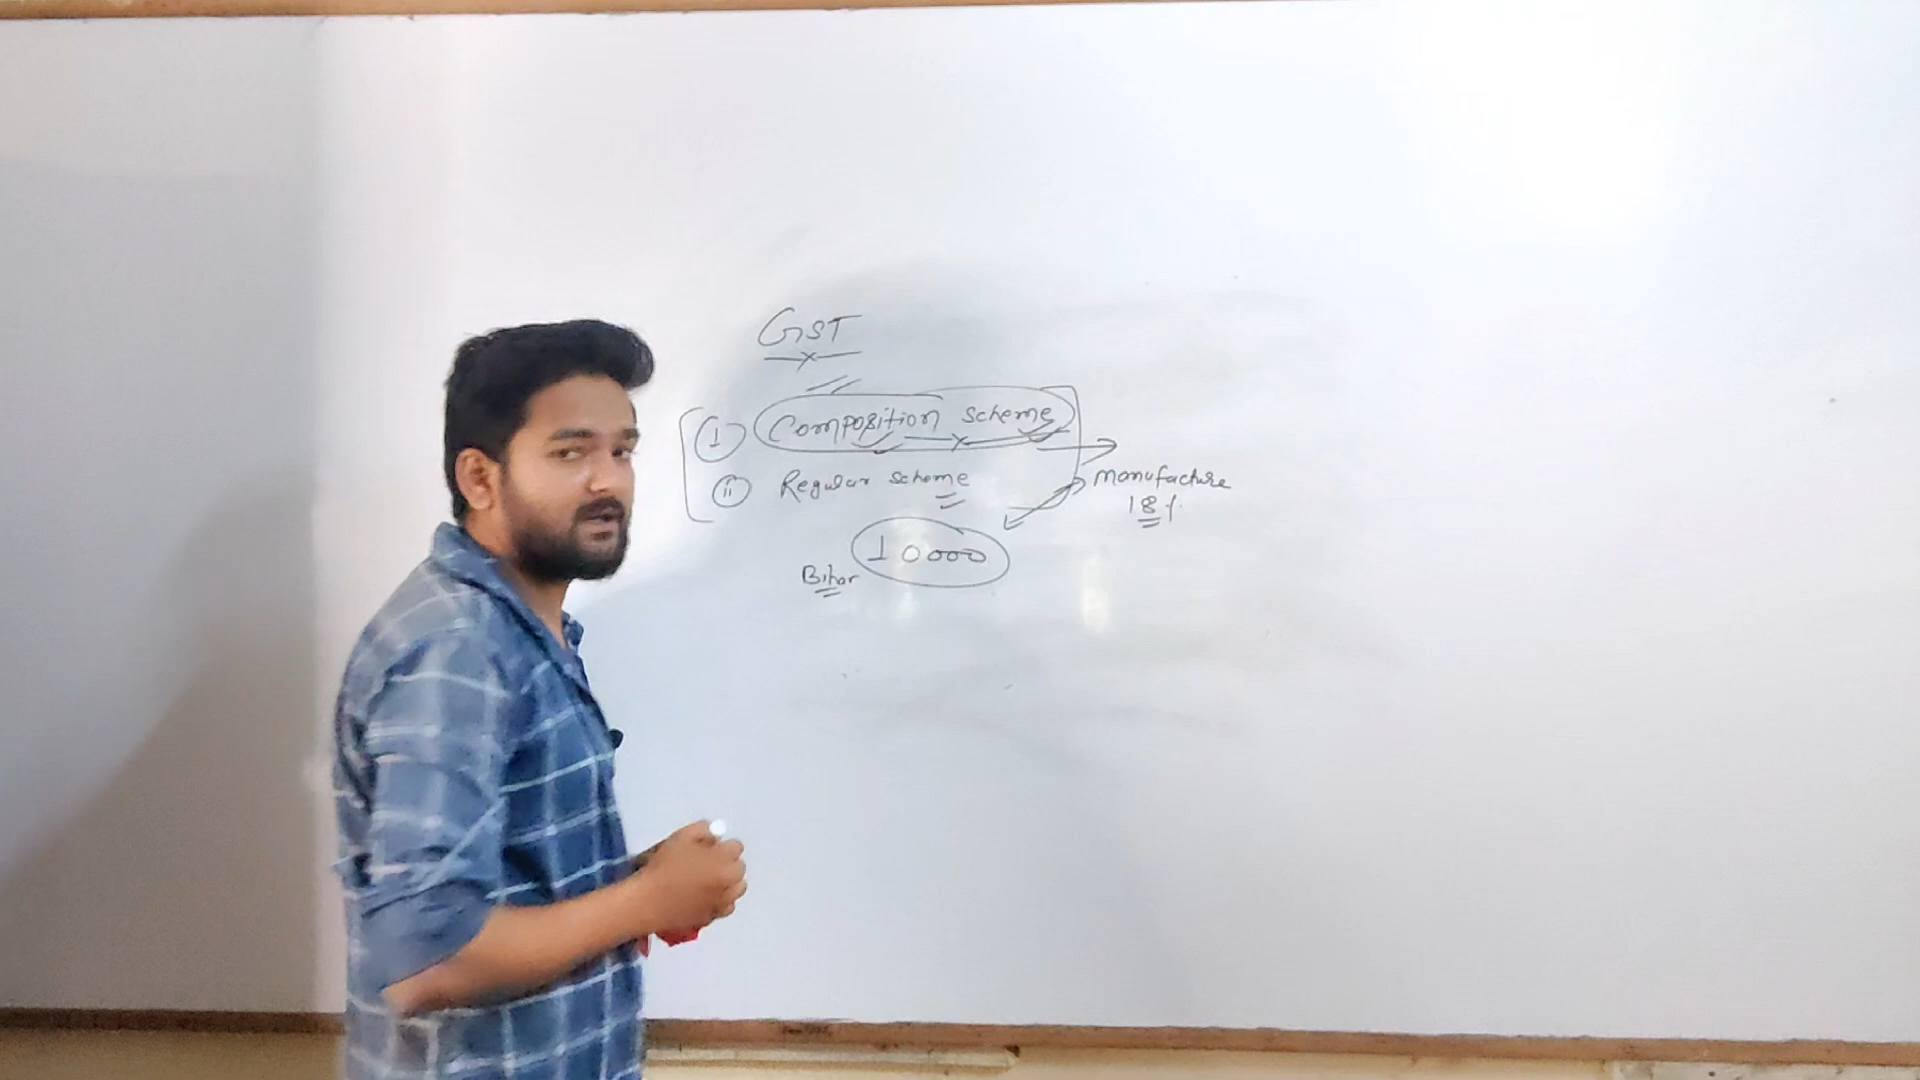 GST
I Composition scheme
ii Regular scheme
Manufacture
18%
10000
Bihar